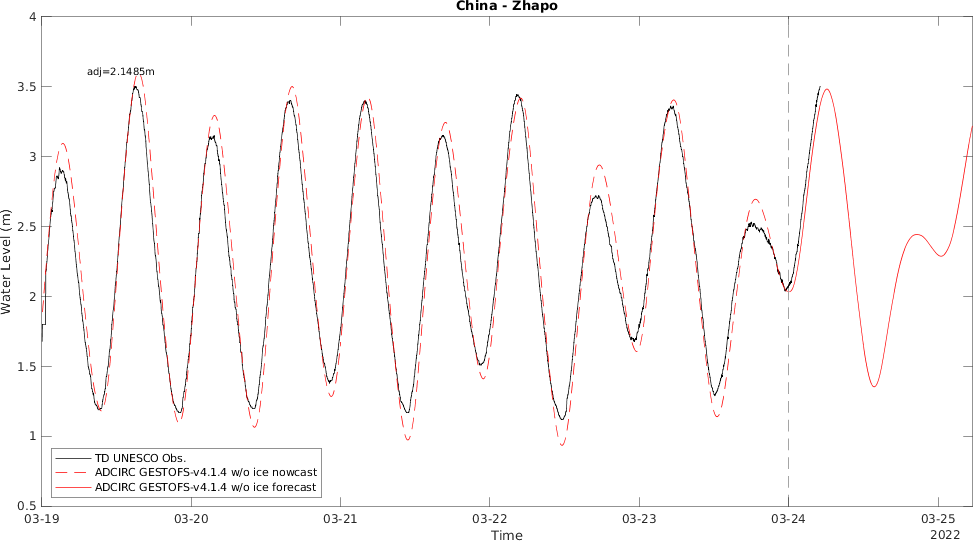 China - Zhapo
4
3.5
3
2.5
2
1.5
1
0.5
Water Level (m)
adj=2.1485m
TD UNESCO Obs.
ADCIRC GESTOFS-v4.1.4 w/o ice nowcast
ADCIRC GESTOFS-v4.1.4 w/o ice forecast
03-19
03-20
03-21
03-22
03-23
03-24
03-25
Time
2022